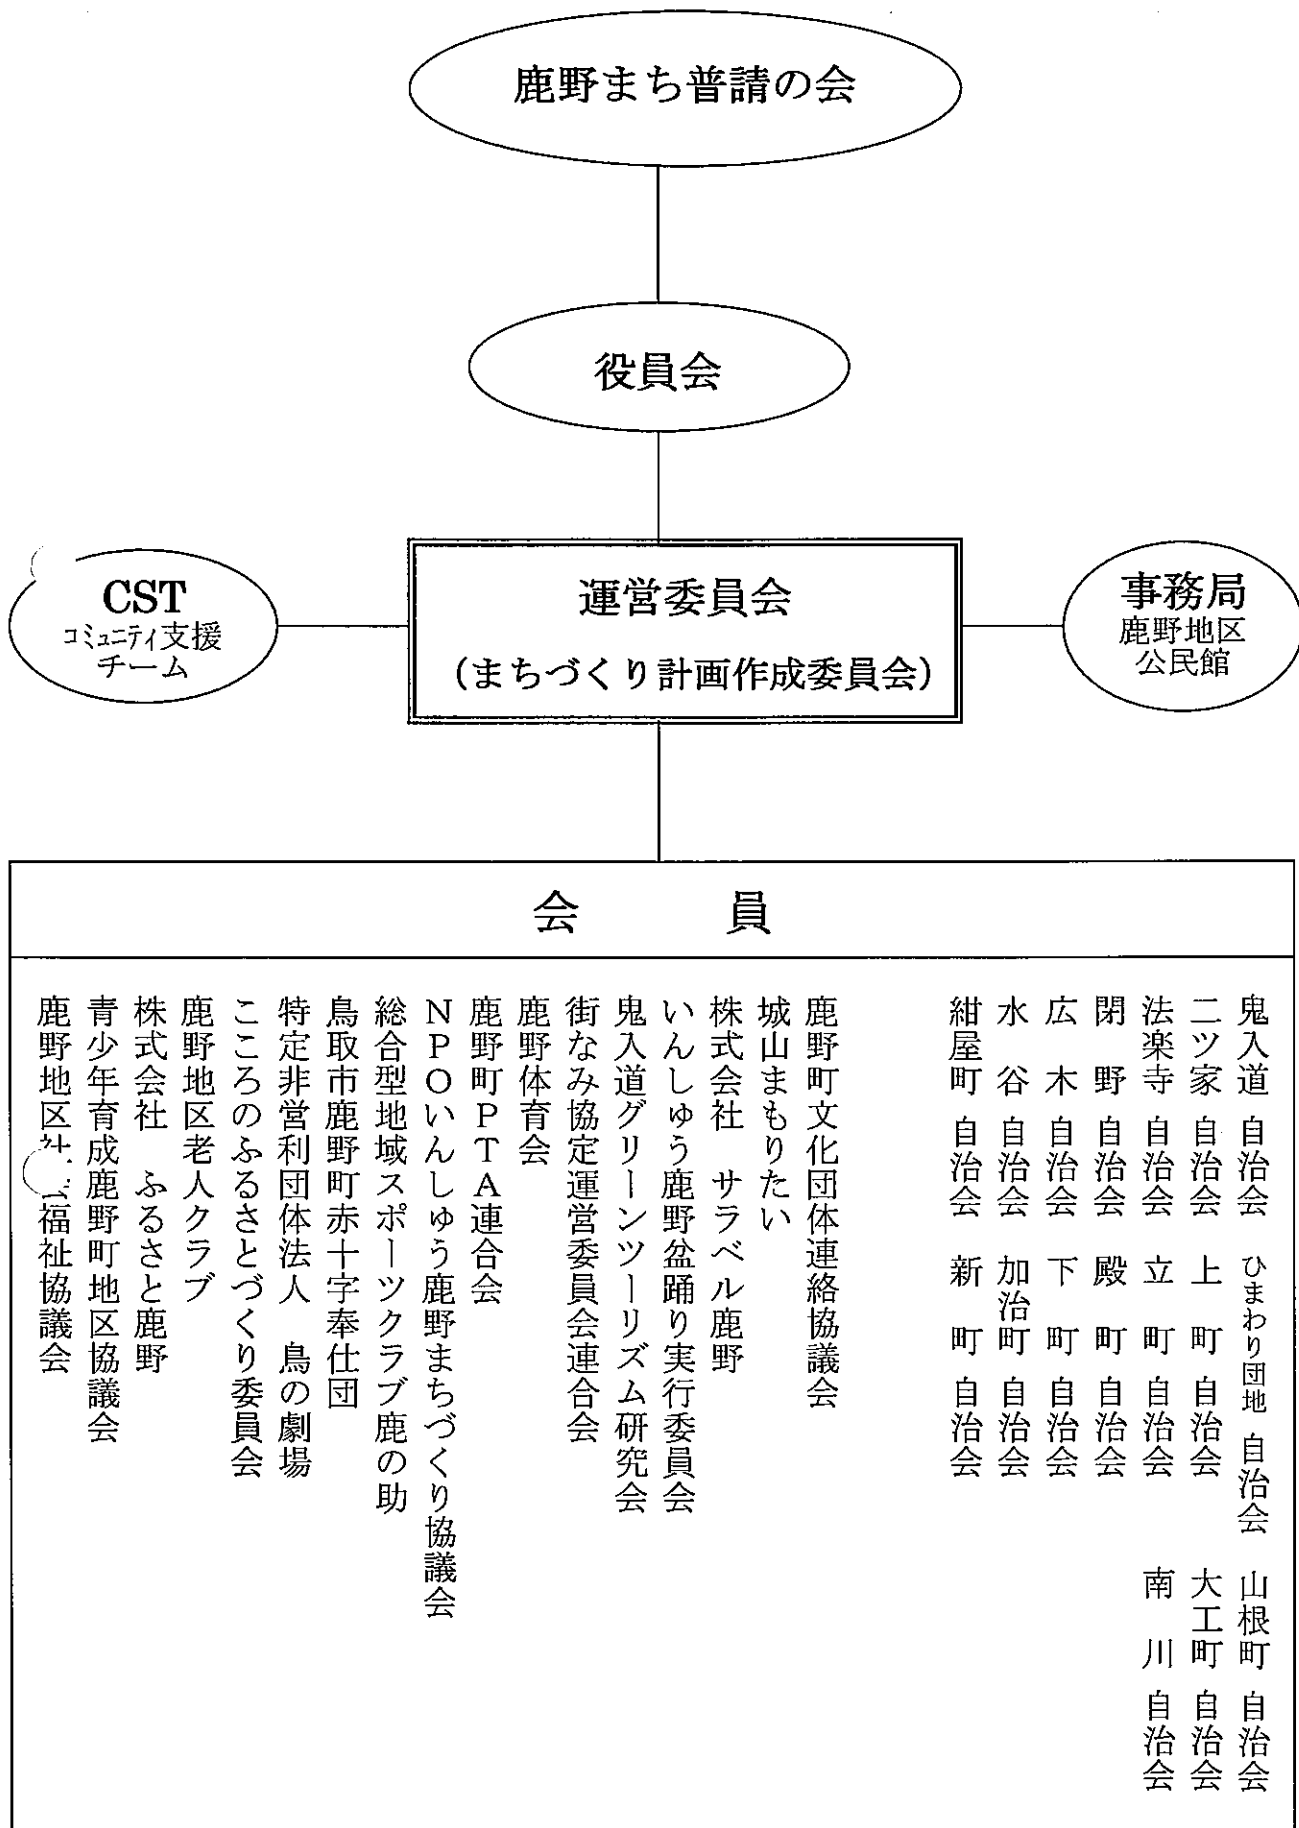 鹿野まち普請の会
役員会
CST
コミュニティ支援
チーム
運営委員会
(まちづくり計画作成委員会)
事務局
鹿野地区
公民館
会 員
鬼入道 自治会 ひまわり団地 自治会 山根町 自治会
二ツ家 自治会 上 町 自治会 大工町 自治会
法楽寺 自治会 立 町 自治会 南 川 自治会
閉 野 自治会 殿 町 自治会
広 木 自治会 下 町 自治会
水 谷 自治会 加治町 自治会
紺屋町 自治会 新 町 自治会
鹿野町文化団体連絡協議会
城山まもりたい
株式会社 サラベル鹿野
いんしゅう鹿野盆踊り実行委員会
鬼入道グリーンツーリズム研究会
街なみ協定運営委員会連合会
鹿野体育会
鹿野町PTA連合会
NPOいんしゅう鹿野まちづくり協議会
総合型地域スポーツクラブ鹿の助
鳥取市鹿野町赤十字奉仕団
特定非営利団体法人 鳥の劇場
こころのふるさとづくり委員会
鹿野地区老人クラブ
株式会社 ふるさと鹿野
青少年育成鹿野町地区協議会
鹿野地区社 福祉協議会